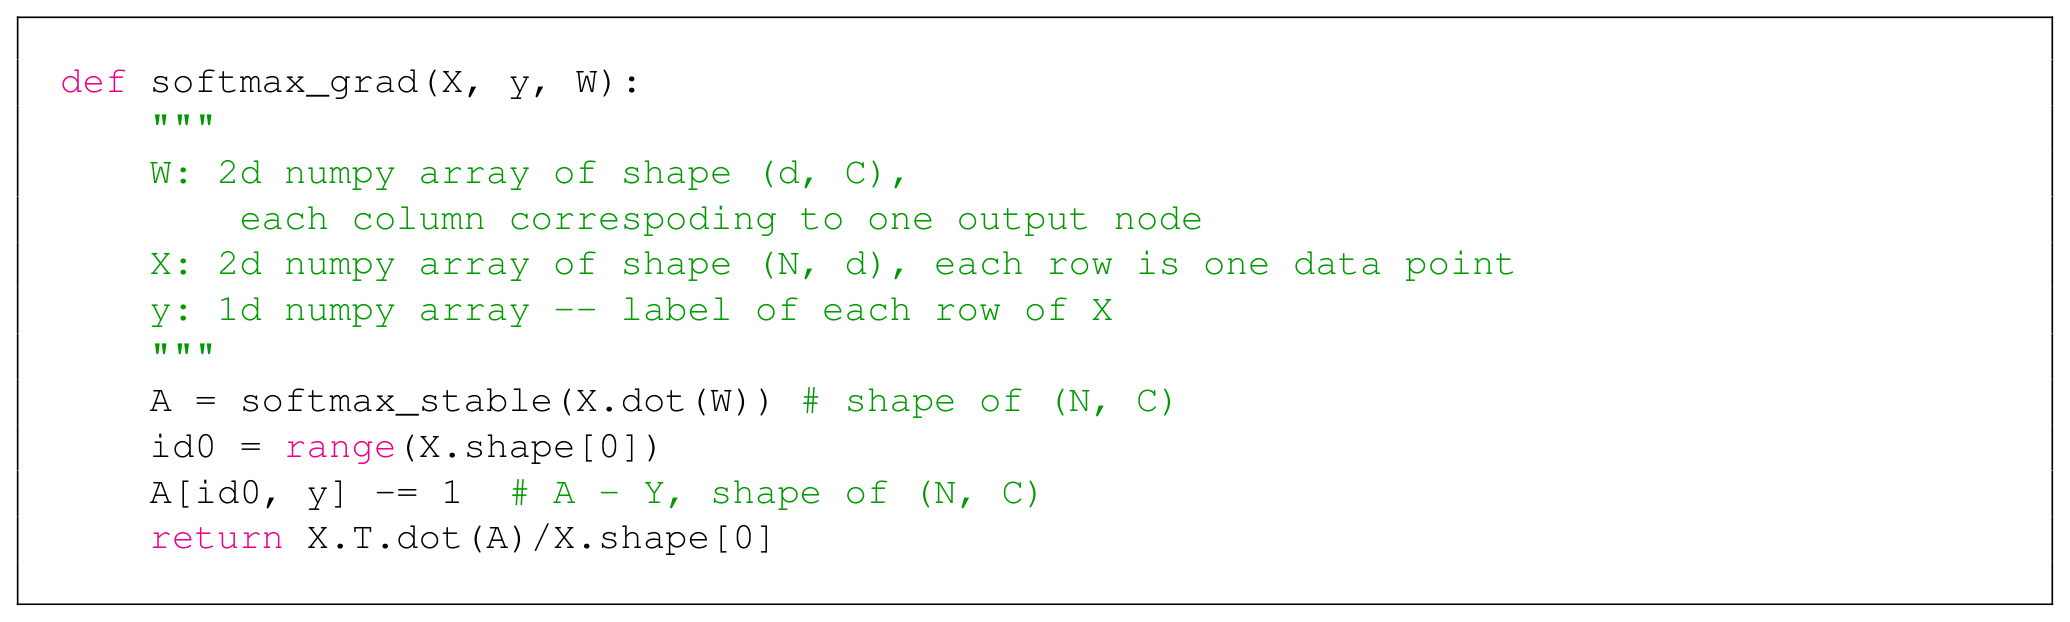 def softmax_grad(X, y, W):
    """
    W: 2d numpy array of shape (d, C),
        each column correspoding to one output node
    X: 2d numpy array of shape (N, d), each row is one data point
    y: 1d numpy array -- label of each row of X
    """
    A = softmax_stable(X.dot(W)) # shape of (N, C)
    id0 = range(X.shape[0])
    A[id0, y] -= 1  # A - Y, shape of (N, C)
    return X.T.dot(A)/X.shape[0]